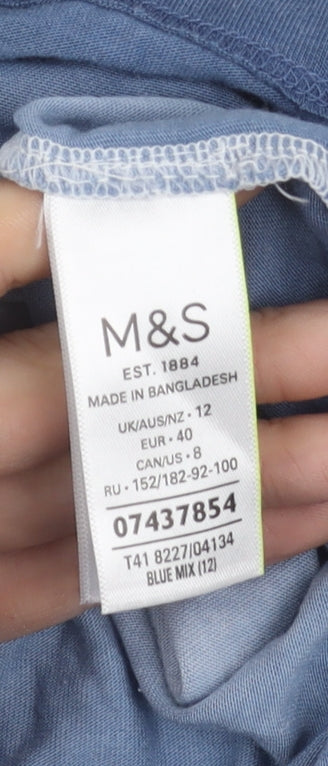 M&S
EST. 1884
MADE IN BANGLADESH
UK/AUS/NZ • 12
EUR • 40
CAN/US • 8
RU • 152/182-92-100
07437854
T41 8227/04134
BLUE MIX (12)